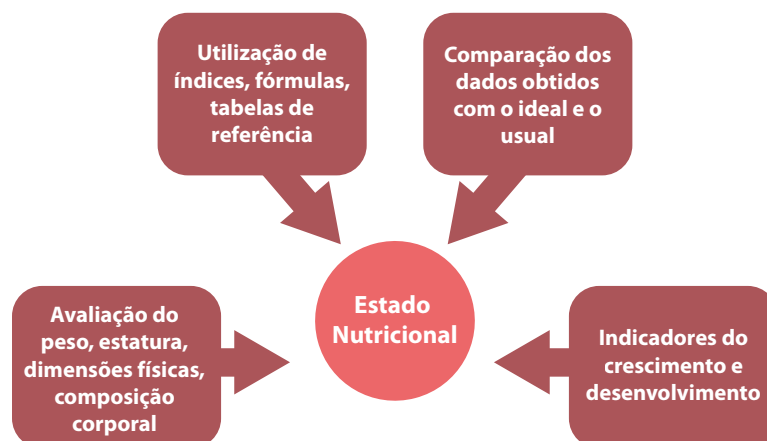 Utilização de
índices, fórmulas,
tabelas de
referência
Comparação dos
dados obtidos
com o ideal e o
usual
Avaliação do
peso, estatura,
dimensões físicas,
composição
corporal
Estado
Nutricional
Indicadores do
crescimento e
desenvolvimento